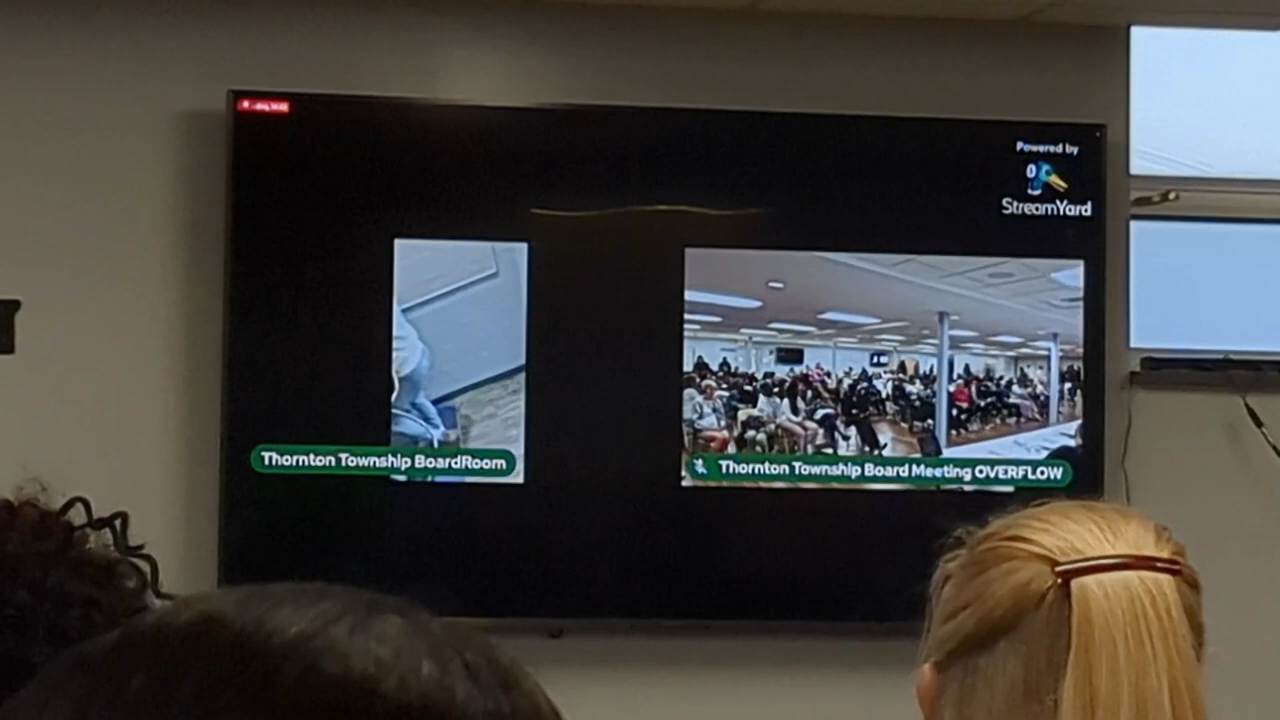 Powered by
StreamYard
Thornton Township BoardRoom
Thornton Township Board Meeting OVERFLOW